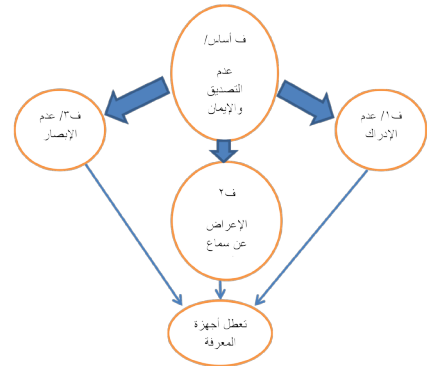 ف أساس/
عدم
التصديق
والإيمان
ف١/ عدم
الإدراك
ف٢
الإعراض
عن سماع
ف٣/ عدم
الإبصار
تعطل أجهزة
المعرفة